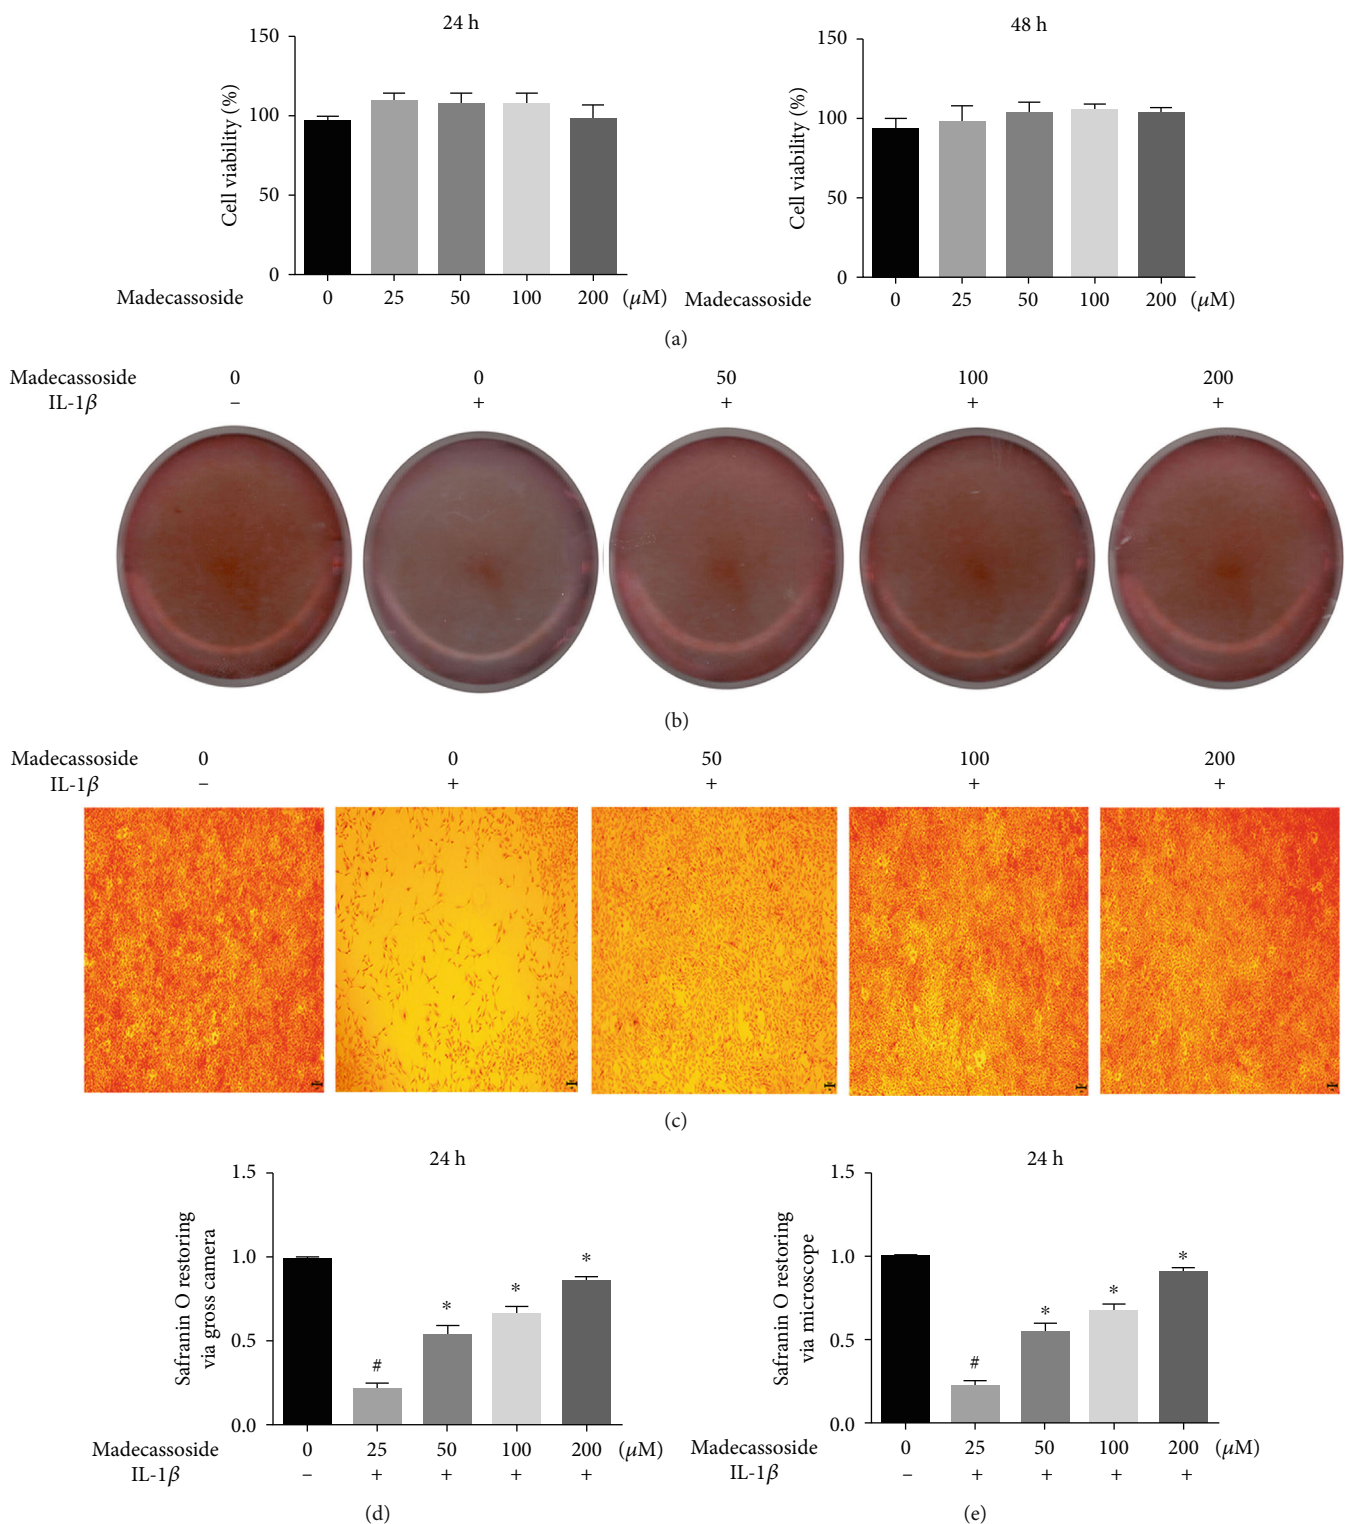 24 h
150
100
50
0
Cell viability (%)
Madecassoside 0 25 50 100 200 (μM)
48 h
150
100
50
0
Cell viability (%)
Madecassoside 0 25 50 100 200 (μM)
(a)
Madecassoside 0 0 50 100 200
IL-1β – + + + +
(b)
Madecassoside 0 0 50 100 200
IL-1β – + + + +
(c)
24 h
1.5
1.0
0.5
0.0
Safranin O restoring
via gross camera
# * * *
Madecassoside 0 25 50 100 200 (μM)
IL-1β – + + + +
(d)
24 h
1.5
1.0
0.5
0.0
Safranin O restoring
via microscope
# * * *
Madecassoside 0 25 50 100 200 (μM)
IL-1β – + + + +
(e)